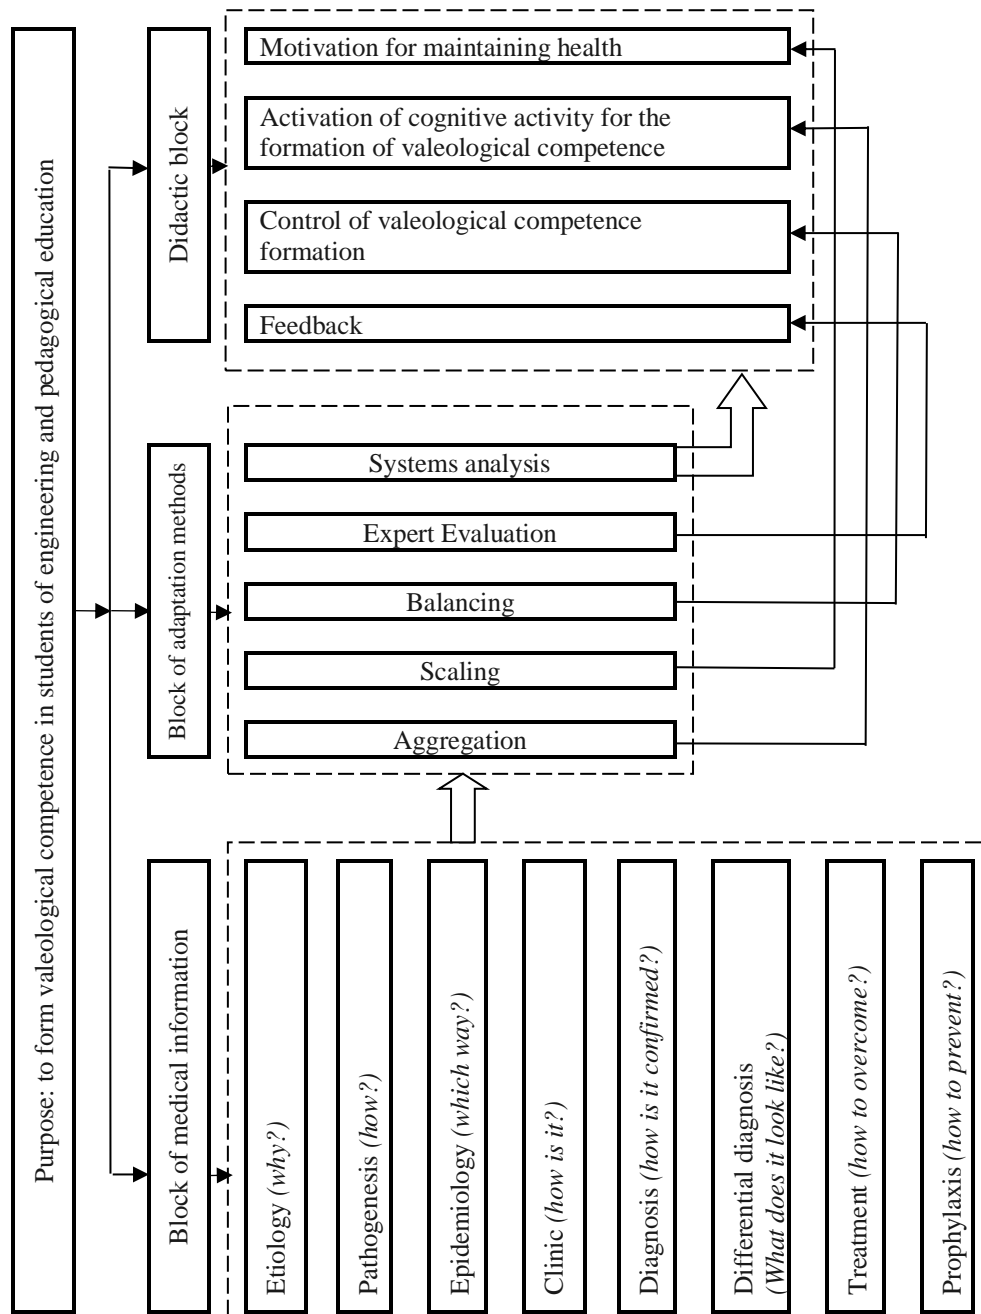 Purpose: to form valeological competence in students of engineering and pedagogical education
Didactic block
Motivation for maintaining health
Activation of cognitive activity for the
formation of valeological competence
Control of valeological competence
formation
Feedback
Block of adaptation methods
Systems analysis
Expert Evaluation
Balancing
Scaling
Aggregation
Block of medical information
Etiology (why?)
Pathogenesis (how?)
Epidemiology (which way?)
Clinic (how is it?)
Diagnosis (how is it confirmed?)
Differential diagnosis
(What does it look like?)
Treatment (how to overcome?)
Prophylaxis (how to prevent?)